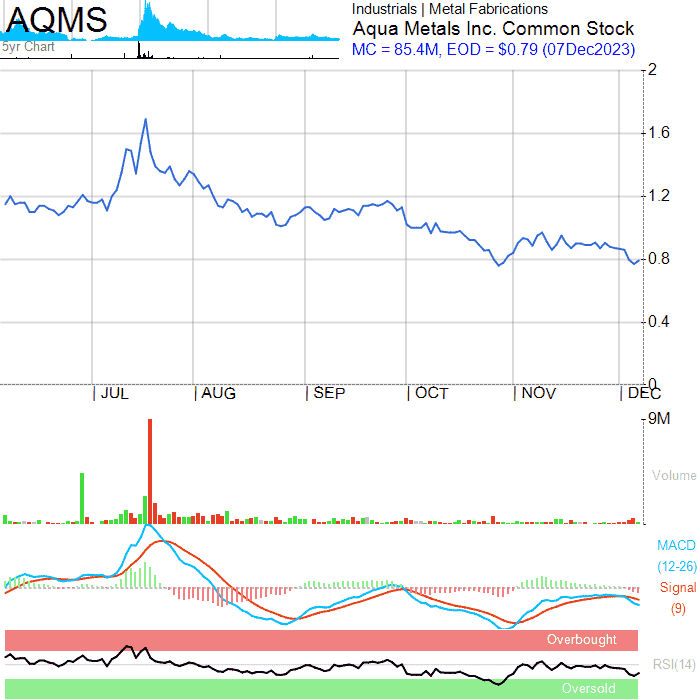 AQMS
5yr Chart
Industrials | Metal Fabrications
Aqua Metals Inc. Common Stock
MC = 85.4M, EOD = $0.79 (07Dec2023)
2
1.6
1.2
0.8
0.4
0
JUL AUG SEP OCT NOV DEC
9M
Volume
MACD
(12-26)
Signal
(9)
Overbought
RSI(14)
Oversold